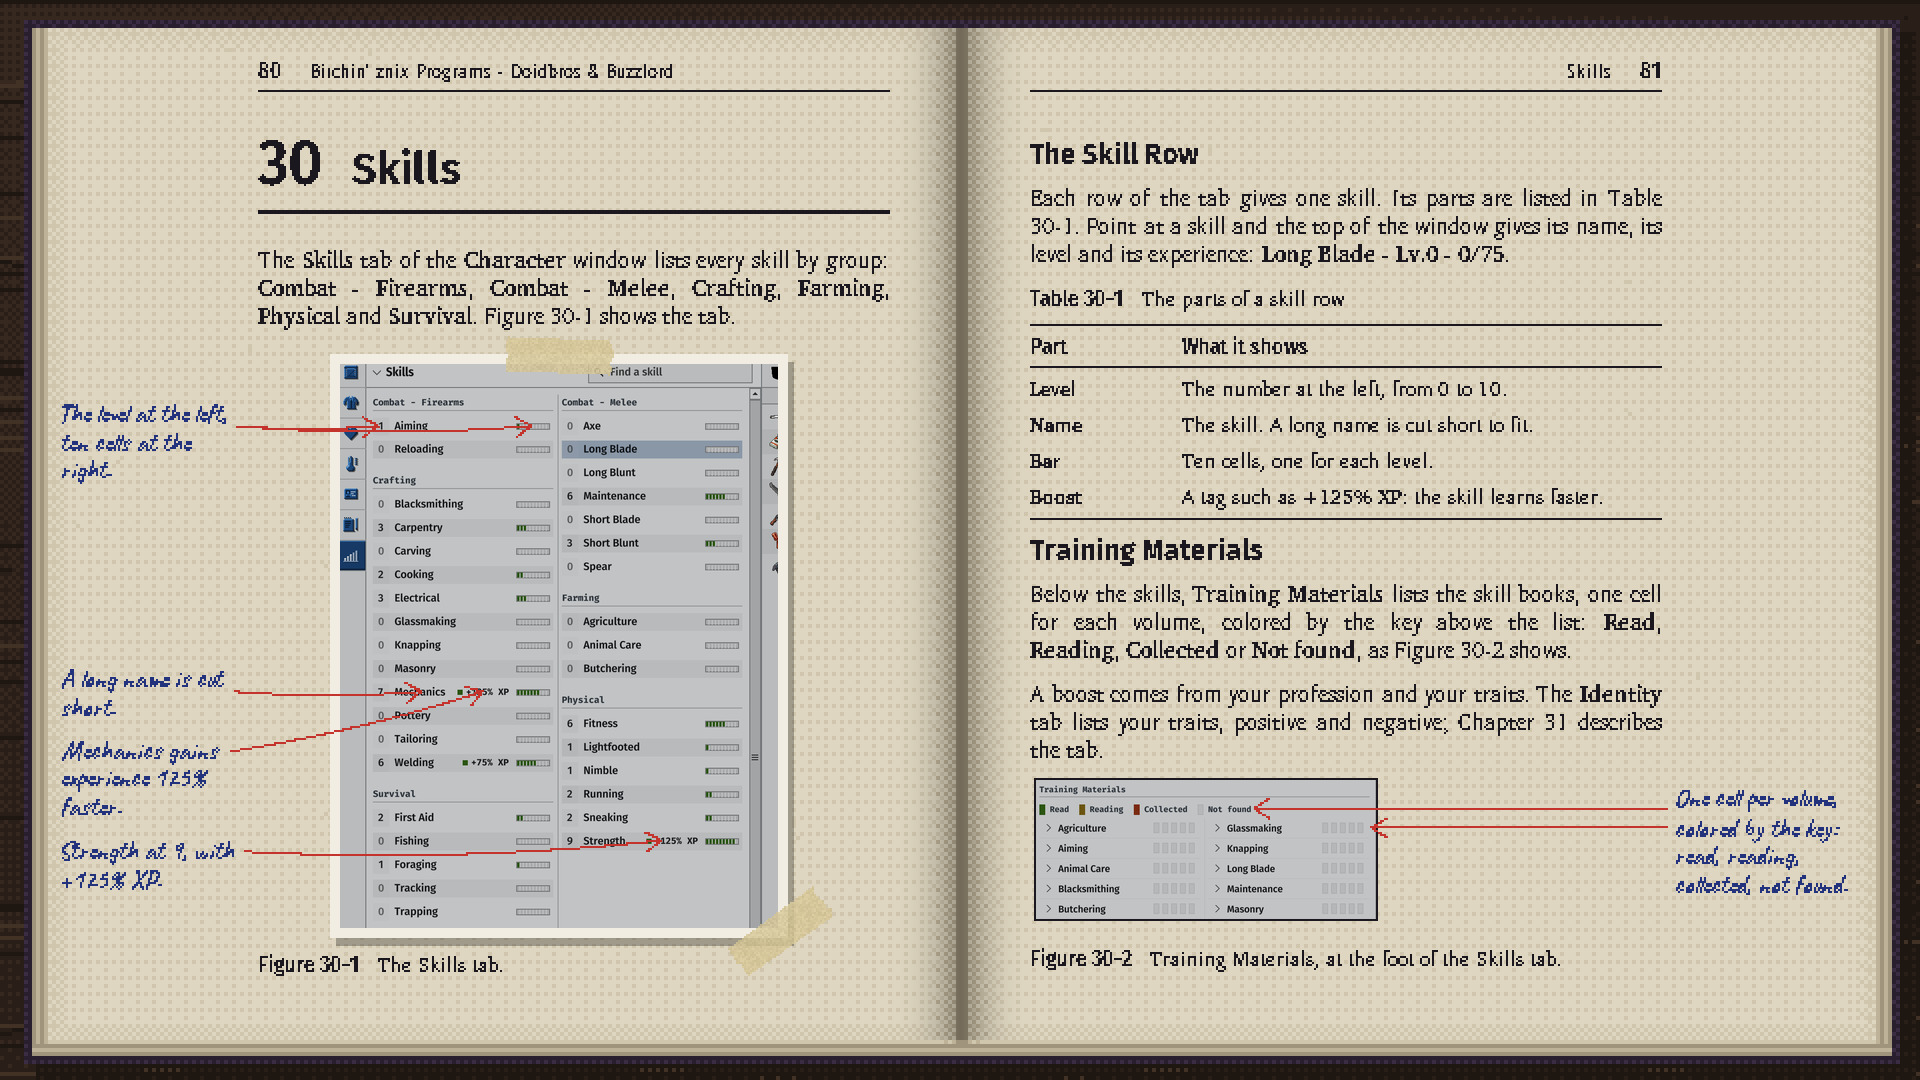 80 Birchin' znix Programs - Doidbros & Buzzlord
30 Skills
The Skills tab of the Character window lists every skill by group:
Combat - Firearms, Combat - Melee, Crafting, Farming,
Physical and Survival. Figure 30-1 shows the tab.
The level at the left,
ten cells at the
right.
A long name is cut
short.
Mechanics gains
experience 125%
faster.
Strength at 9, with
+125% XP.
Skills
Find a skill
Combat - Firearms
1 Aiming
0 Reloading
Crafting
0 Blacksmithing
3 Carpentry
0 Carving
2 Cooking
3 Electrical
0 Glassmaking
0 Knapping
0 Masonry
7 Mechanics +125% XP
0 Pottery
0 Tailoring
6 Welding +75% XP
Survival
2 First Aid
0 Fishing
1 Foraging
0 Tracking
0 Trapping
Combat - Melee
0 Axe
0 Long Blade
0 Long Blunt
6 Maintenance
0 Short Blade
3 Short Blunt
0 Spear
Farming
0 Agriculture
0 Animal Care
0 Butchering
Physical
6 Fitness
1 Lightfooted
1 Nimble
2 Running
2 Sneaking
9 Strength +125% XP
Figure 30-1 The Skills tab.
Skills 81
The Skill Row
Each row of the tab gives one skill. Its parts are listed in Table
30-1. Point at a skill and the top of the window gives its name, its
level and its experience: Long Blade - Lv.0 - 0/75.
Table 30-1 The parts of a skill row
Part What it shows
Level The number at the left, from 0 to 10.
Name The skill. A long name is cut short to fit.
Bar Ten cells, one for each level.
Boost A tag such as +125% XP: the skill learns faster.
Training Materials
Below the skills, Training Materials lists the skill books, one cell
for each volume, colored by the key above the list: Read,
Reading, Collected or Not found, as Figure 30-2 shows.
A boost comes from your profession and your traits. The Identity
tab lists your traits, positive and negative; Chapter 31 describes
the tab.
Training Materials
Read Reading Collected Not found
Agriculture Glassmaking
Aiming Knapping
Animal Care Long Blade
Blacksmithing Maintenance
Butchering Masonry
One cell per volume,
colored by the key:
read, reading,
collected, not found.
Figure 30-2 Training Materials, at the foot of the Skills tab.